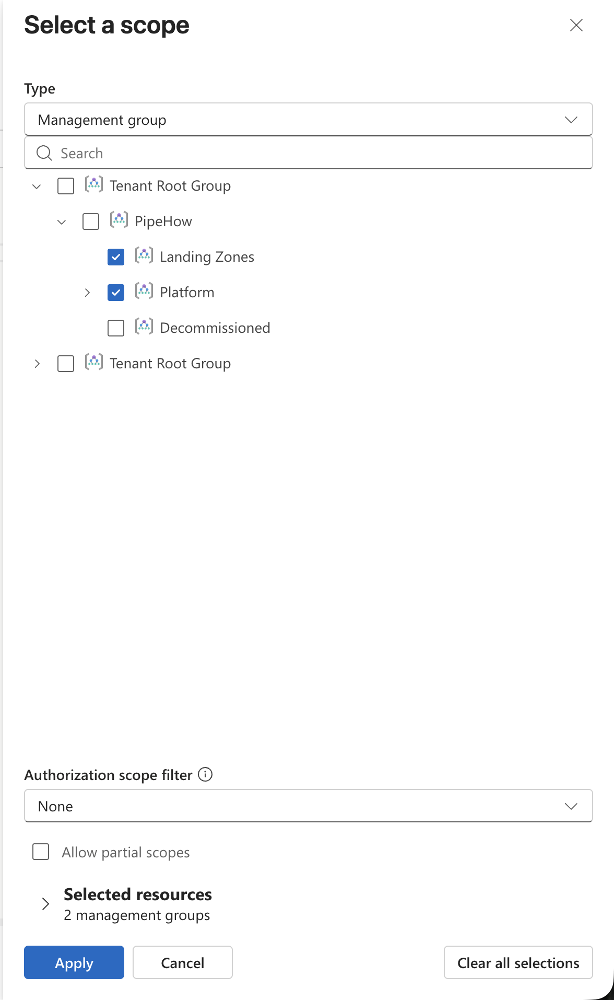 Select a scope
Type
Management group
Search
Tenant Root Group
PipeHow
Landing Zones
Platform
Decommissioned
Tenant Root Group
Authorization scope filter
None
Allow partial scopes
Selected resources
2 management groups
Apply
Cancel
Clear all selections